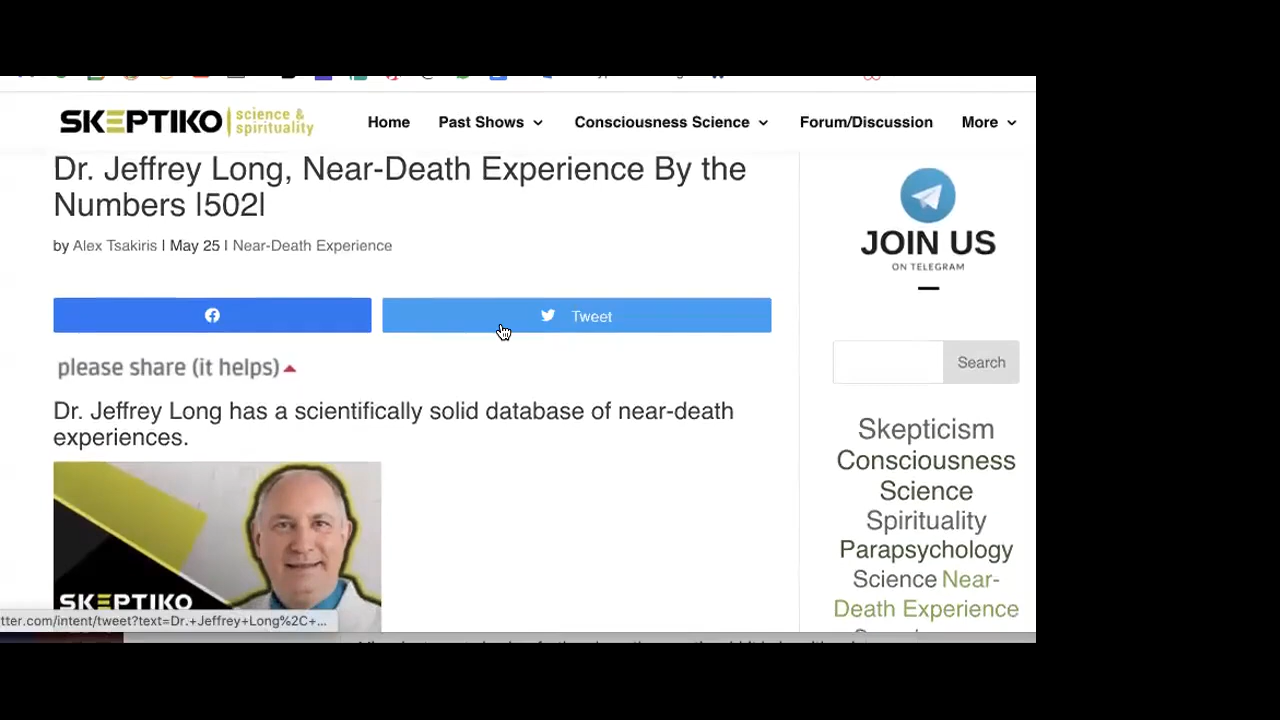 SKEPTIKO science & spirituality
Home Past Shows Consciousness Science Forum/Discussion More
Dr. Jeffrey Long, Near-Death Experience By the
Numbers |502|
by Alex Tsakiris | May 25 | Near-Death Experience
Tweet
please share (it helps)
Dr. Jeffrey Long has a scientifically solid database of near-death
experiences.
SKEPTIKO
tter.com/intent/tweet?text=Dr.+Jeffrey+Long%2C+...
JOIN US
ON TELEGRAM
Search
Skepticism
Consciousness
Science
Spirituality
Parapsychology
Science Near-
Death Experience